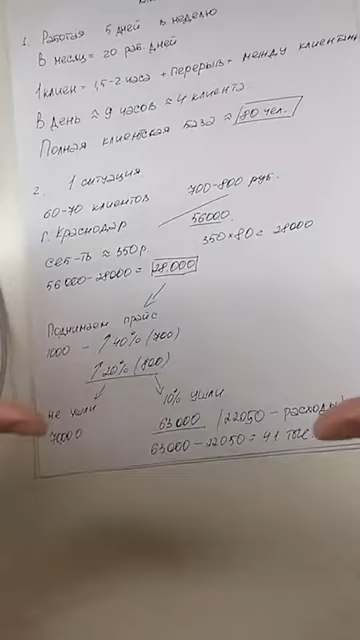 1. Работая 5 дней в неделю
В месяц = 20 раб. дней
1 клиен = 1,5-2 часа + перерыв между клиентами
В день ≈ 9 часов ≈ 4 клиента.
Полная клиентская база ≈ 80 чел.
2. 1 ситуация
60-70 клиентов 700-800 руб.
г. Краснодар 56000.
себ-ть ≈ 350р. 350×80 = 28000
56000-28000 = 28.000
Поднимаем прайс
1000 - ↑ 40% (700)
↑ 20% (800)
не ушли 10% ушли
70000 63000 / 22050 - расходы
63000-22050 = 41 тыс.